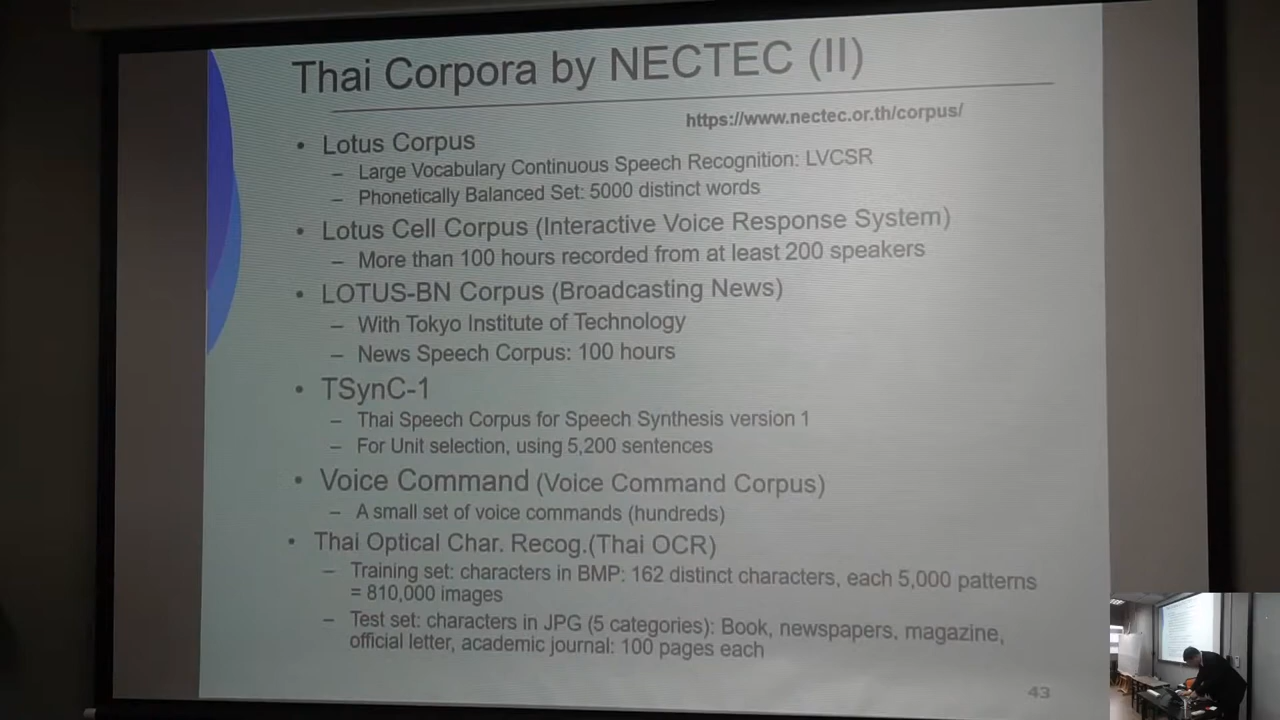 Thai Corpora by NECTEC (II)
https://www.nectec.or.th/corpus/
• Lotus Corpus
– Large Vocabulary Continuous Speech Recognition: LVCSR
– Phonetically Balanced Set: 5000 distinct words
• Lotus Cell Corpus (Interactive Voice Response System)
– More than 100 hours recorded from at least 200 speakers
• LOTUS-BN Corpus (Broadcasting News)
– With Tokyo Institute of Technology
– News Speech Corpus: 100 hours
• TSynC-1
– Thai Speech Corpus for Speech Synthesis version 1
– For Unit selection, using 5,200 sentences
• Voice Command (Voice Command Corpus)
– A small set of voice commands (hundreds)
• Thai Optical Char. Recog.(Thai OCR)
– Training set: characters in BMP: 162 distinct characters, each 5,000 patterns
= 810,000 images
– Test set: characters in JPG (5 categories): Book, newspapers, magazine,
official letter, academic journal: 100 pages each
43